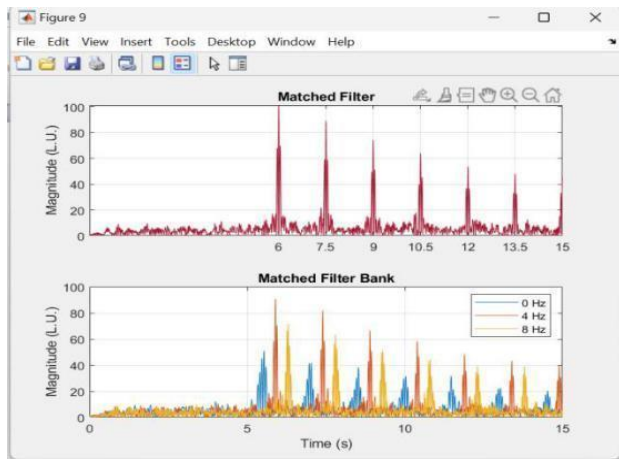 Figure 9
File Edit View Insert Tools Desktop Window Help
Matched Filter
100
80
60
40
20
0
Magnitude (L.U.)
6 7.5 9 10.5 12 13.5 15
Matched Filter Bank
100
80
60
40
20
0
Magnitude (L.U.)
0 Hz
4 Hz
8 Hz
0 5 10 15
Time (s)